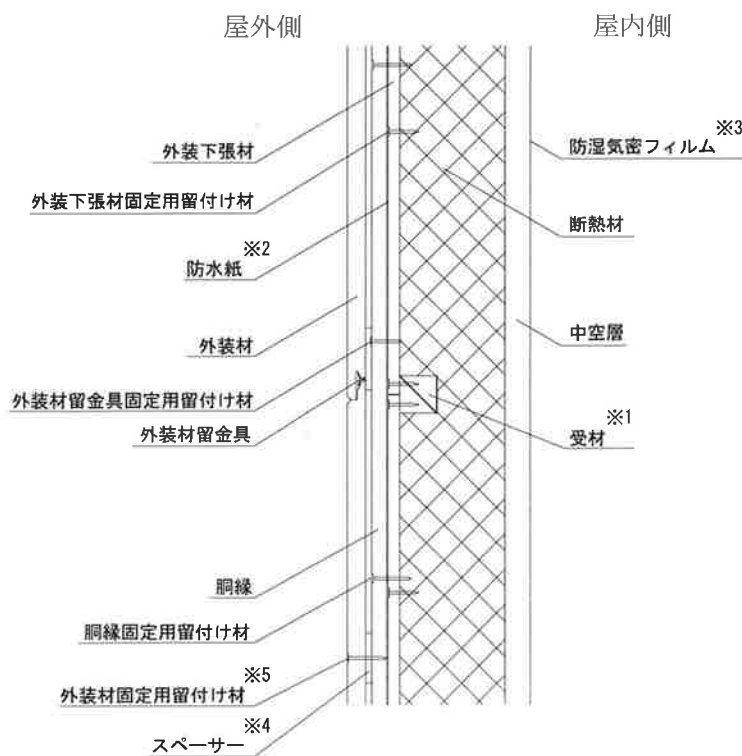 屋外側
屋内側
外装下張材
外装下張材固定用留付け材
防水紙※2
外装材
外装材留金具固定用留付け材
外装材留金具
胴縁
胴縁固定用留付け材
外装材固定用留付け材※5
スペーサー※4
防湿気密フィルム※3
断熱材
中空層
受材※1